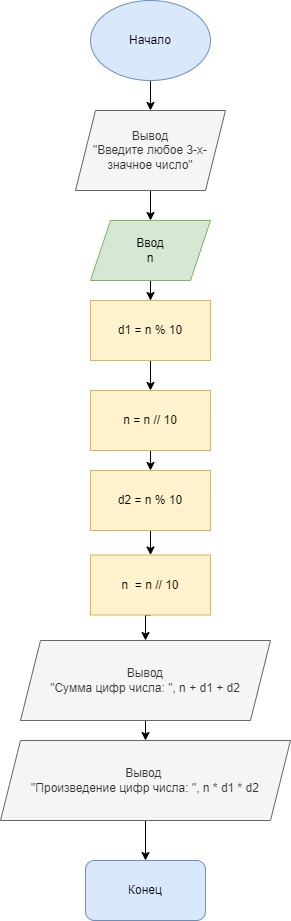 Начало
Вывод
"Введите любое 3-х-
значное число"
Ввод
n
d1 = n % 10
n = n // 10
d2 = n % 10
n = n // 10
Вывод
"Сумма цифр числа: ", n + d1 + d2
Вывод
"Произведение цифр числа: ", n * d1 * d2
Конец